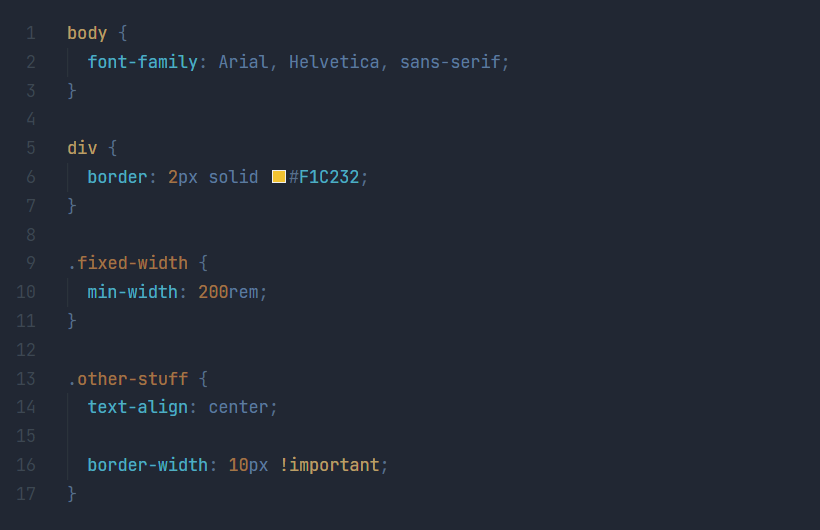 1 body {
2 font-family: Arial, Helvetica, sans-serif;
3 }
4
5 div {
6 border: 2px solid #F1C232;
7 }
8
9 .fixed-width {
10 min-width: 200rem;
11 }
12
13 .other-stuff {
14 text-align: center;
15
16 border-width: 10px !important;
17 }